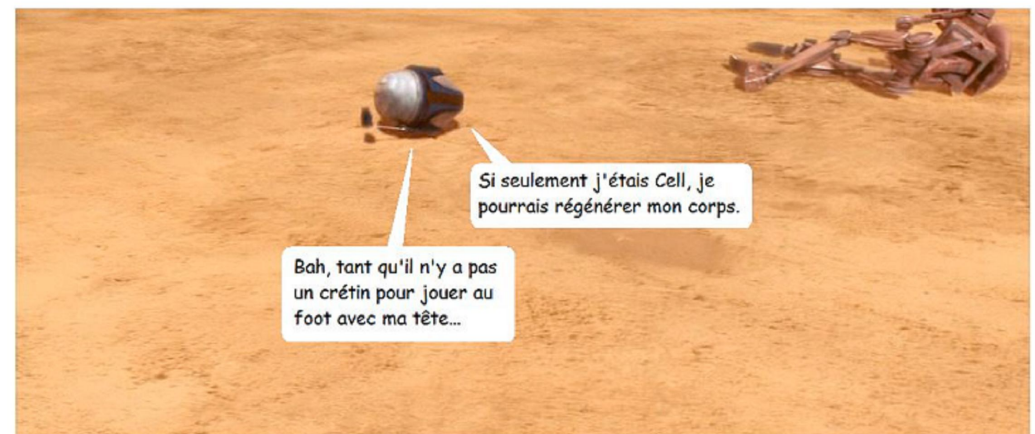 Si seulement j'étais Cell, je
pourrais régénérer mon corps.
Bah, tant qu'il n'y a pas
un crétin pour jouer au
foot avec ma tête...